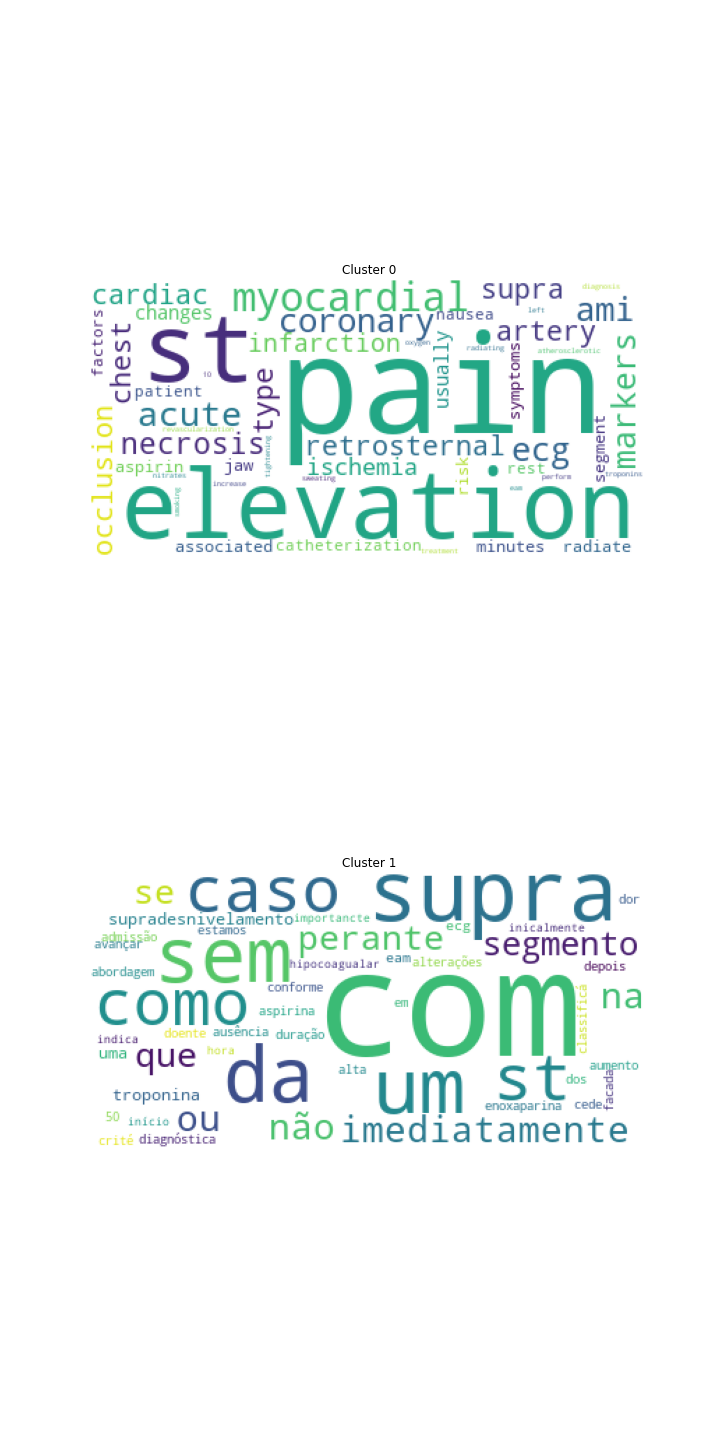 Cluster 0
cardiac
myocardial
supra
diagnosis
factors
changes
coronary
nausea
left
ami
chest
st
infarction
oxygen
usually
radiating
artery
atherosclerotic
symptoms
markers
10
pain
patient
type
acute
revascularization
occlusion
necrosis
tightening
retrosternal
ecg
segment
aspirin
nitrates
jaw
ischemia
sweating
risk
rest
perform
troponins
smoking
increase
elevation
eam
associated
catheterization
treatment
minutes
radiate
Cluster 1
se
caso
supra
dor
supradesnivelamento
importancte
admissão
avançar
estamos
sem
perante
ecg
inicialmente
segmento
abordagem
hipocoagualar
eam
alterações
depois
como
conforme
com
em
classificá
na
aspirina
indica
doente
ausência
duração
uma
que
hora
da
alta
um
st
dos
aumento
facada
troponina
enoxaparina
cede
50
início
ou
não
imediatamente
crité
diagnóstica